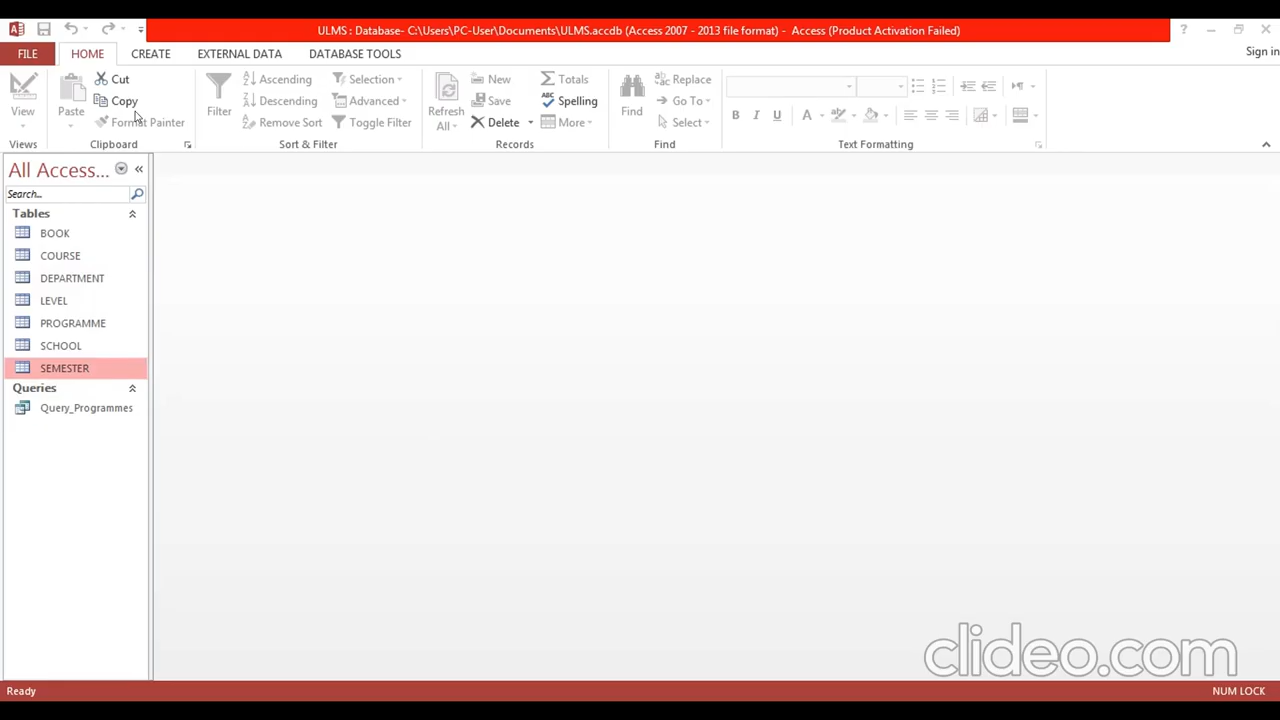 ULMS : Database- C:\Users\PC-User\Documents\ULMS.accdb (Access 2007 - 2013 file format) - Access (Product Activation Failed)
?
FILE HOME CREATE EXTERNAL DATA DATABASE TOOLS Sign in
View
Views
Paste
Cut
Copy
Format Painter
Clipboard
Filter
Ascending
Descending
Remove Sort
Selection
Advanced
Toggle Filter
Sort & Filter
Refresh
All
New
Save
Delete
Totals
Spelling
More
Records
Find
Replace
Go To
Select
Find
B I U A
Text Formatting
All Access...
Search...
Tables
BOOK
COURSE
DEPARTMENT
LEVEL
PROGRAMME
SCHOOL
SEMESTER
Queries
Query_Programmes
clideo.com
Ready NUM LOCK